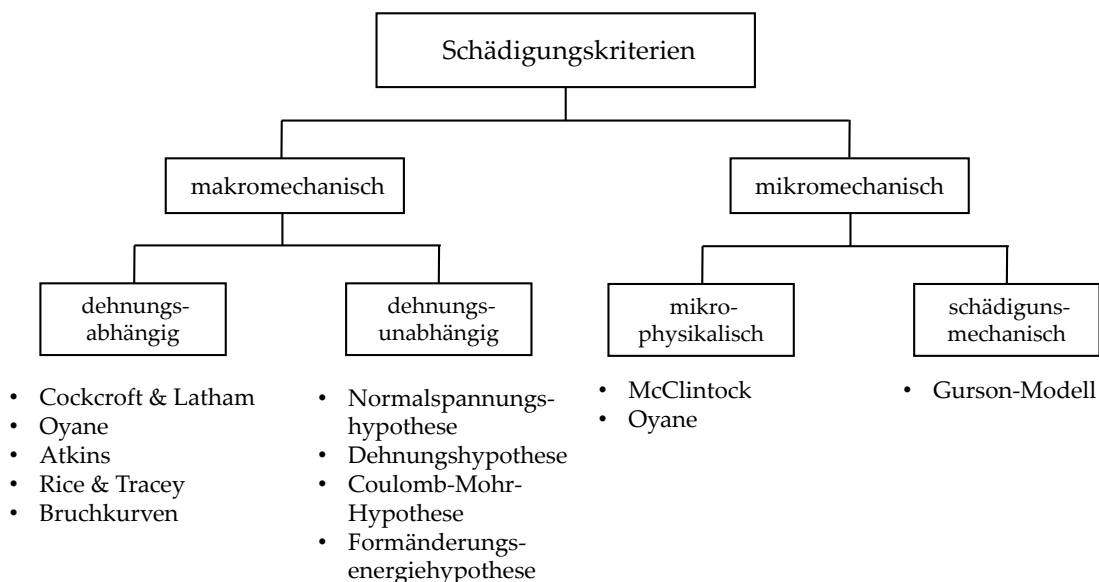 Schädigungskriterien
makromechanisch
mikromechanisch
dehnungs-
abhängig
dehnungs-
unabhängig
mikro-
physikalisch
schädiguns-
mechanisch
• Cockcroft & Latham
• Oyane
• Atkins
• Rice & Tracey
• Bruchkurven
• Normalspannungs-
hypothese
• Dehnungshypothese
• Coulomb-Mohr-
Hypothese
• Formänderungs-
energiehypothese
• McClintock
• Oyane
• Gurson-Modell